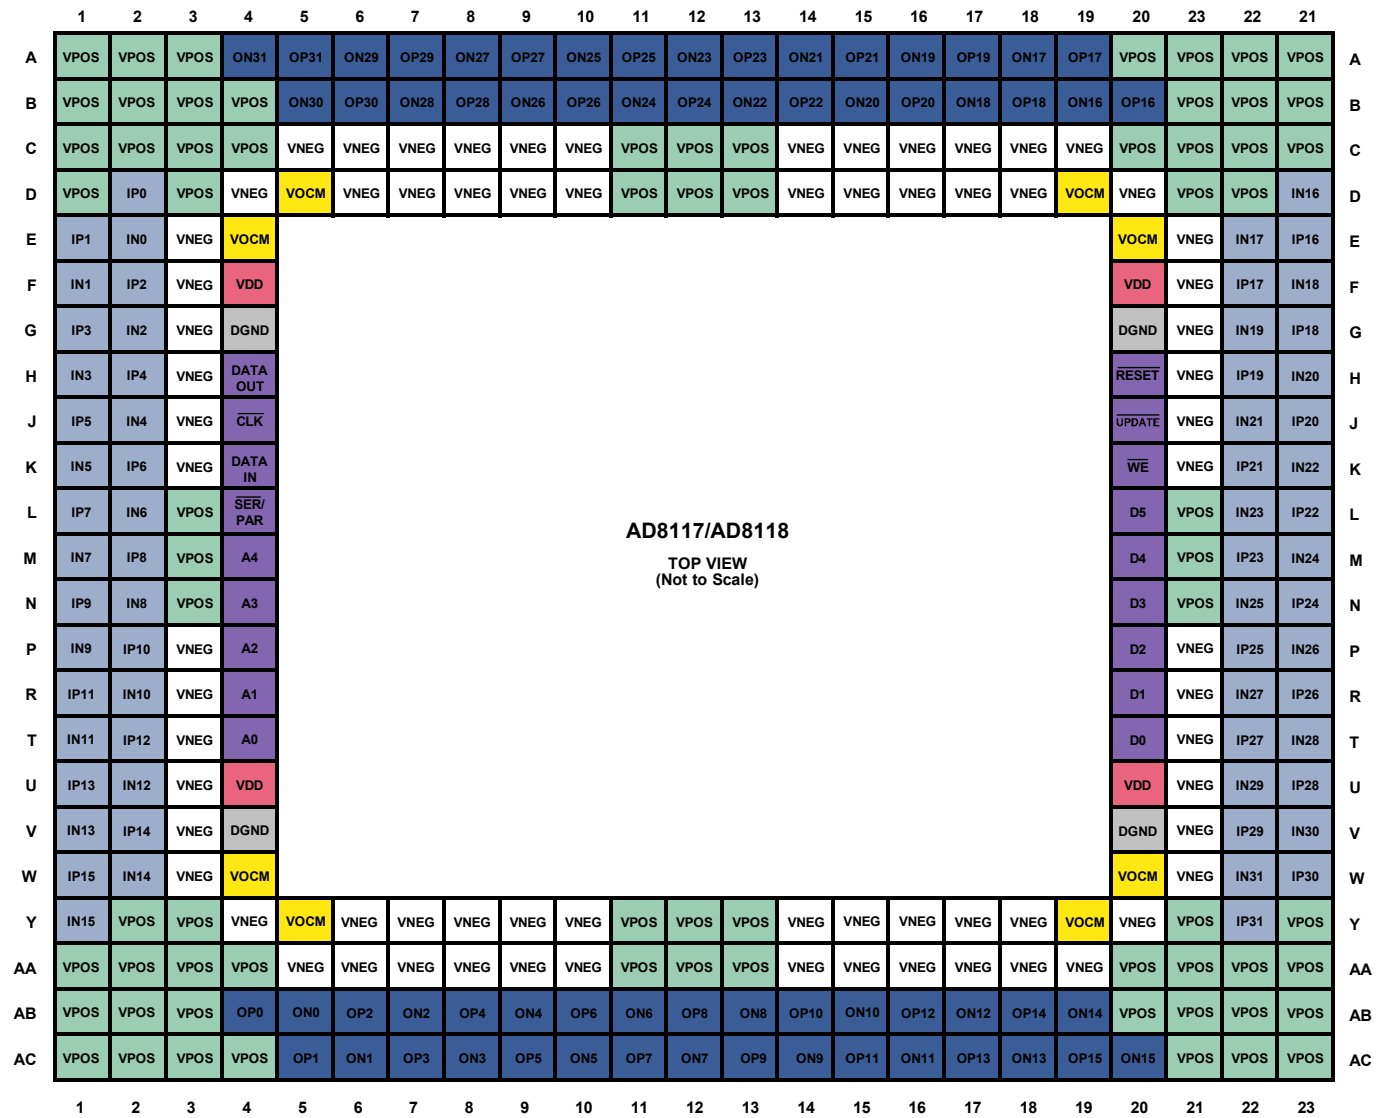 1 2 3 4 5 6 7 8 9 10 11 12 13 14 15 16 17 18 19 20 23 22 21
A VPOS VPOS VPOS ON31 OP31 ON29 OP29 ON27 OP27 ON25 OP25 ON23 OP23 ON21 OP21 ON19 OP19 ON17 OP17 VPOS VPOS VPOS VPOS A
B VPOS VPOS VPOS VPOS ON30 OP30 ON28 OP28 ON26 OP26 ON24 OP24 ON22 OP22 ON20 OP20 ON18 OP18 ON16 OP16 VPOS VPOS VPOS B
C VPOS VPOS VPOS VPOS VNEG VNEG VNEG VNEG VNEG VNEG VPOS VPOS VPOS VNEG VNEG VNEG VNEG VNEG VNEG VPOS VPOS VPOS VPOS C
D VPOS IP0 VPOS VNEG VOCM VNEG VNEG VNEG VNEG VNEG VPOS VPOS VPOS VNEG VNEG VNEG VNEG VNEG VOCM VNEG VPOS VPOS IN16 D
E IP1 IN0 VNEG VOCM VOCM VNEG IN17 IP16 E
F IN1 IP2 VNEG VDD VDD VNEG IP17 IN18 F
G IP3 IN2 VNEG DGND DGND VNEG IN19 IP18 G
H IN3 IP4 VNEG DATA OUT RESET VNEG IP19 IN20 H
J IP5 IN4 VNEG CLK UPDATE VNEG IN21 IP20 J
K IN5 IP6 VNEG DATA IN WE VNEG IP21 IN22 K
L IP7 IN6 VPOS SER/ PAR D5 VPOS IN23 IP22 L
AD8117/AD8118
M IN7 IP8 VPOS A4 D4 VPOS IP23 IN24 M
TOP VIEW
(Not to Scale)
N IP9 IN8 VPOS A3 D3 VPOS IN25 IP24 N
P IN9 IP10 VNEG A2 D2 VNEG IP25 IN26 P
R IP11 IN10 VNEG A1 D1 VNEG IN27 IP26 R
T IN11 IP12 VNEG A0 D0 VNEG IP27 IN28 T
U IP13 IN12 VNEG VDD VDD VNEG IN29 IP28 U
V IN13 IP14 VNEG DGND DGND VNEG IP29 IN30 V
W IP15 IN14 VNEG VOCM VOCM VNEG IN31 IP30 W
Y IN15 VPOS VPOS VNEG VOCM VNEG VNEG VNEG VNEG VNEG VPOS VPOS VPOS VNEG VNEG VNEG VNEG VNEG VOCM VNEG VPOS IP31 VPOS Y
AA VPOS VPOS VPOS VPOS VNEG VNEG VNEG VNEG VNEG VNEG VPOS VPOS VPOS VNEG VNEG VNEG VNEG VNEG VNEG VPOS VPOS VPOS VPOS AA
AB VPOS VPOS VPOS OP0 ON0 OP2 ON2 OP4 ON4 OP6 ON6 OP8 ON8 OP10 ON10 OP12 ON12 OP14 ON14 VPOS VPOS VPOS VPOS AB
AC VPOS VPOS VPOS VPOS OP1 ON1 OP3 ON3 OP5 ON5 OP7 ON7 OP9 ON9 OP11 ON11 OP13 ON13 OP15 ON15 VPOS VPOS VPOS AC
1 2 3 4 5 6 7 8 9 10 11 12 13 14 15 16 17 18 19 20 21 22 23